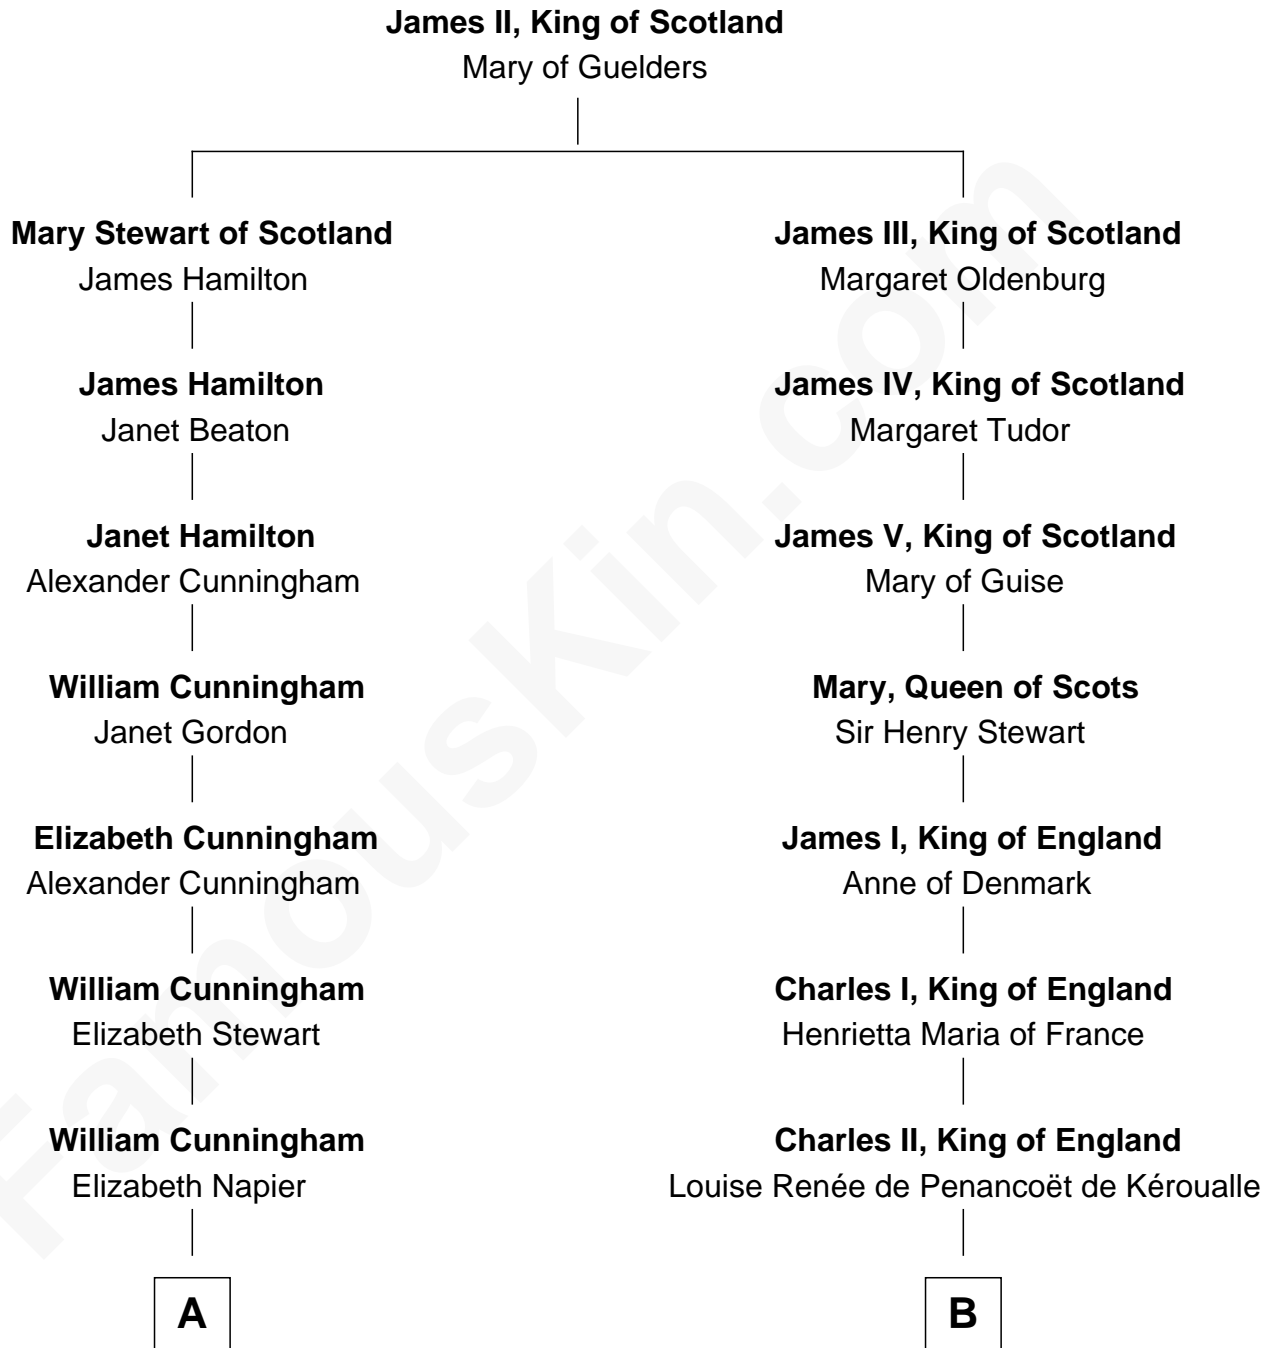 James II, King of Scotland
Mary of Guelders
Mary Stewart of Scotland
James Hamilton
James III, King of Scotland
Margaret Oldenburg
James Hamilton
Janet Beaton
James IV, King of Scotland
Margaret Tudor
Janet Hamilton
Alexander Cunningham
James V, King of Scotland
Mary of Guise
William Cunningham
Janet Gordon
Mary, Queen of Scots
Sir Henry Stewart
Elizabeth Cunningham
Alexander Cunningham
James I, King of England
Anne of Denmark
William Cunningham
Elizabeth Stewart
Charles I, King of England
Henrietta Maria of France
William Cunningham
Elizabeth Napier
Charles II, King of England
Louise Renée de Penancoët de Kéroualle
A
B
FamousKin.com